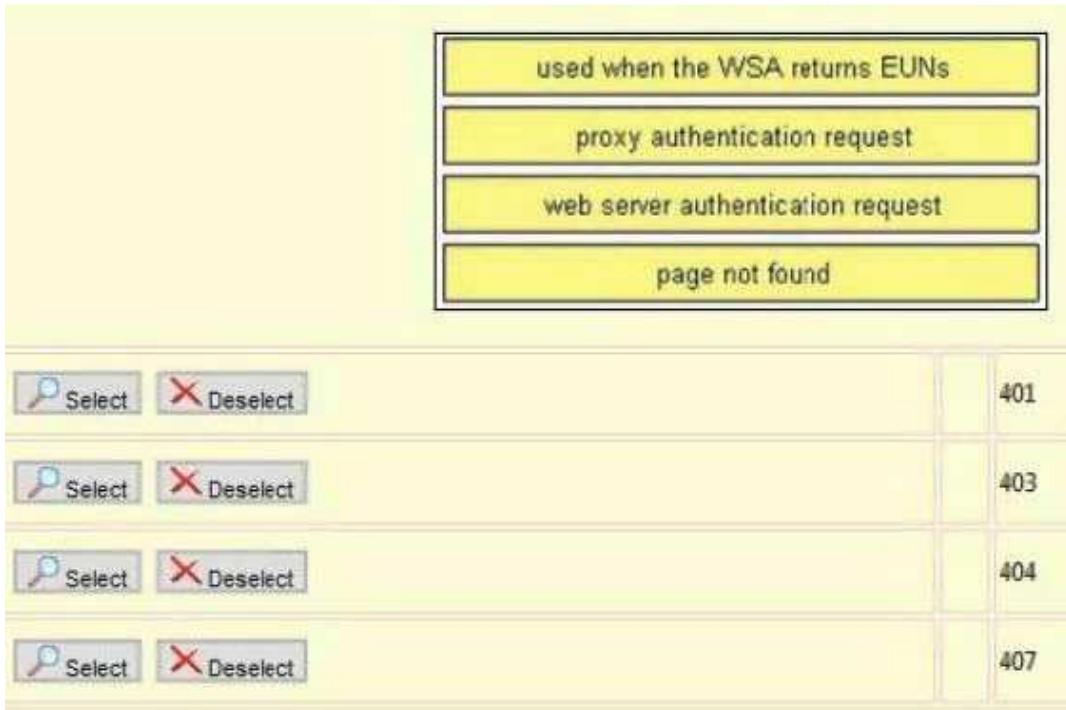 used when the WSA returns EUNs
proxy authentication request
web server authentication request
page not found
Select Deselect 401
Select Deselect 403
Select Deselect 404
Select Deselect 407